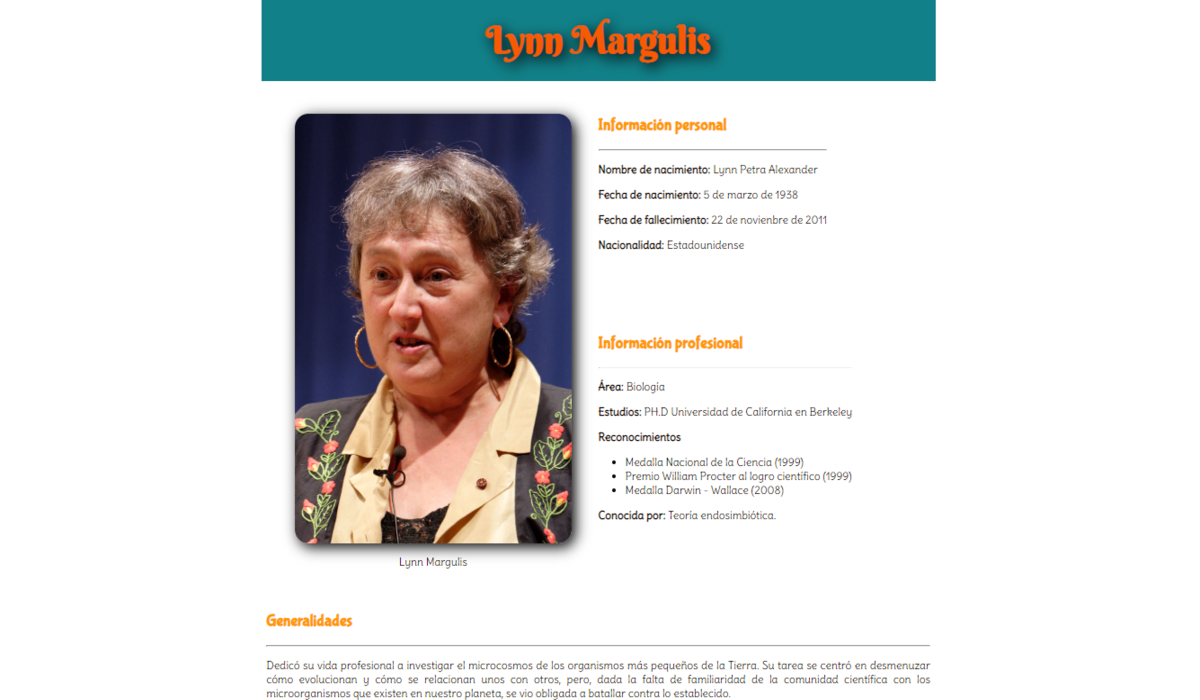 Lynn Margulis
Información personal
Nombre de nacimiento: Lynn Petra Alexander
Fecha de nacimiento: 5 de marzo de 1938
Fecha de fallecimiento: 22 de novienbre de 2011
Nacionalidad: Estadounidense
Información profesional
Área: Biología
Estudios: PH.D Universidad de California en Berkeley
Reconocimientos
• Medalla Nacional de la Ciencia (1999)
• Premio William Procter al logro científico (1999)
• Medalla Darwin - Wallace (2008)
Conocida por: Teoría endosimbiótica.
Lynn Margulis
Generalidades
Dedicó su vida profesional a investigar el microcosmos de los organismos más pequeños de la Tierra. Su tarea se centró en desmenuzar
cómo evolucionan y cómo se relacionan unos con otros, pero, dada la falta de familiaridad de la comunidad científica con los
microorganismos que existen en nuestro planeta, se vio obligada a batallar contra lo establecido.